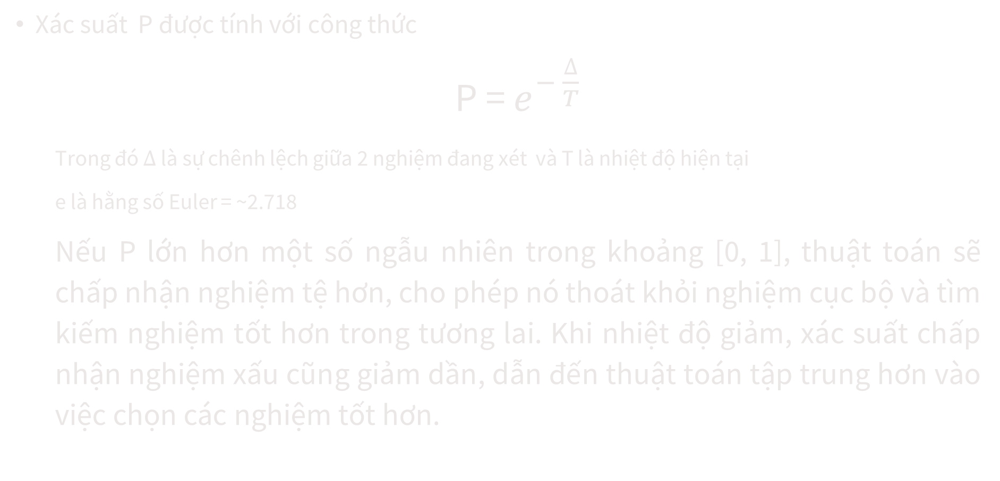 • Xác suất P được tính với công thức
P = e^{-\frac{Δ}{T}}
Trong đó Δ là sự chênh lệch giữa 2 nghiệm đang xét và T là nhiệt độ hiện tại
e là hằng số Euler = ~2.718
Nếu P lớn hơn một số ngẫu nhiên trong khoảng [0, 1], thuật toán sẽ
chấp nhận nghiệm tệ hơn, cho phép nó thoát khỏi nghiệm cục bộ và tìm
kiếm nghiệm tốt hơn trong tương lai. Khi nhiệt độ giảm, xác suất chấp
nhận nghiệm xấu cũng giảm dần, dẫn đến thuật toán tập trung hơn vào
việc chọn các nghiệm tốt hơn.